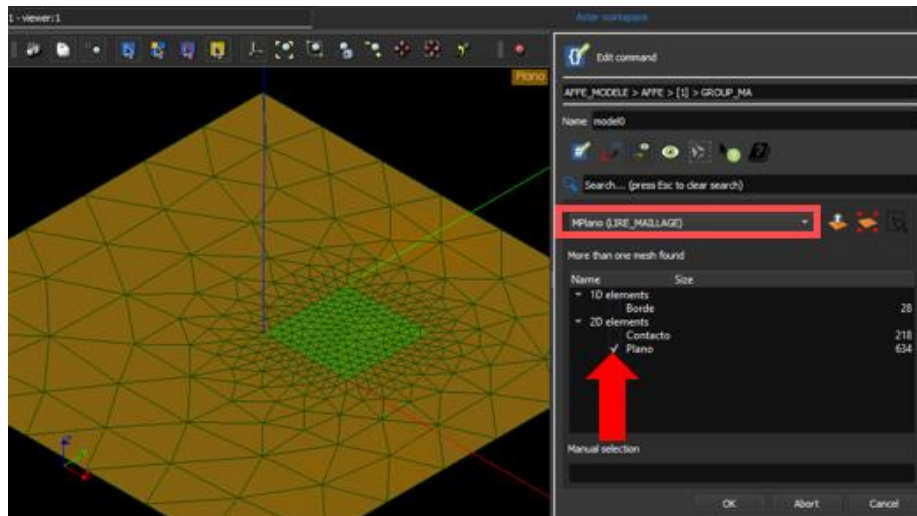 1 - viewer:1
Aster workspace
Plano
Edit command
AFFE_MODELE > AFFE > [1] > GROUP_MA
Name model0
Search... (press Esc to clear search)
MPlano (LIRE_MAILLAGE)
More than one mesh found
Name Size
1D elements
Borde 28
2D elements
Contacto 218
Plano 634
Manual selection
OK Abort Cancel